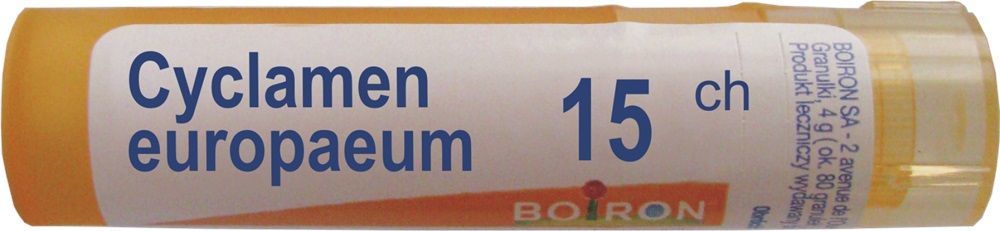 Cyclamen
europaeum
15 ch
BOIRON
BOIRON SA - 2 avenue de
Granulki, 4 g ( ok. 80
Produkt leczniczy